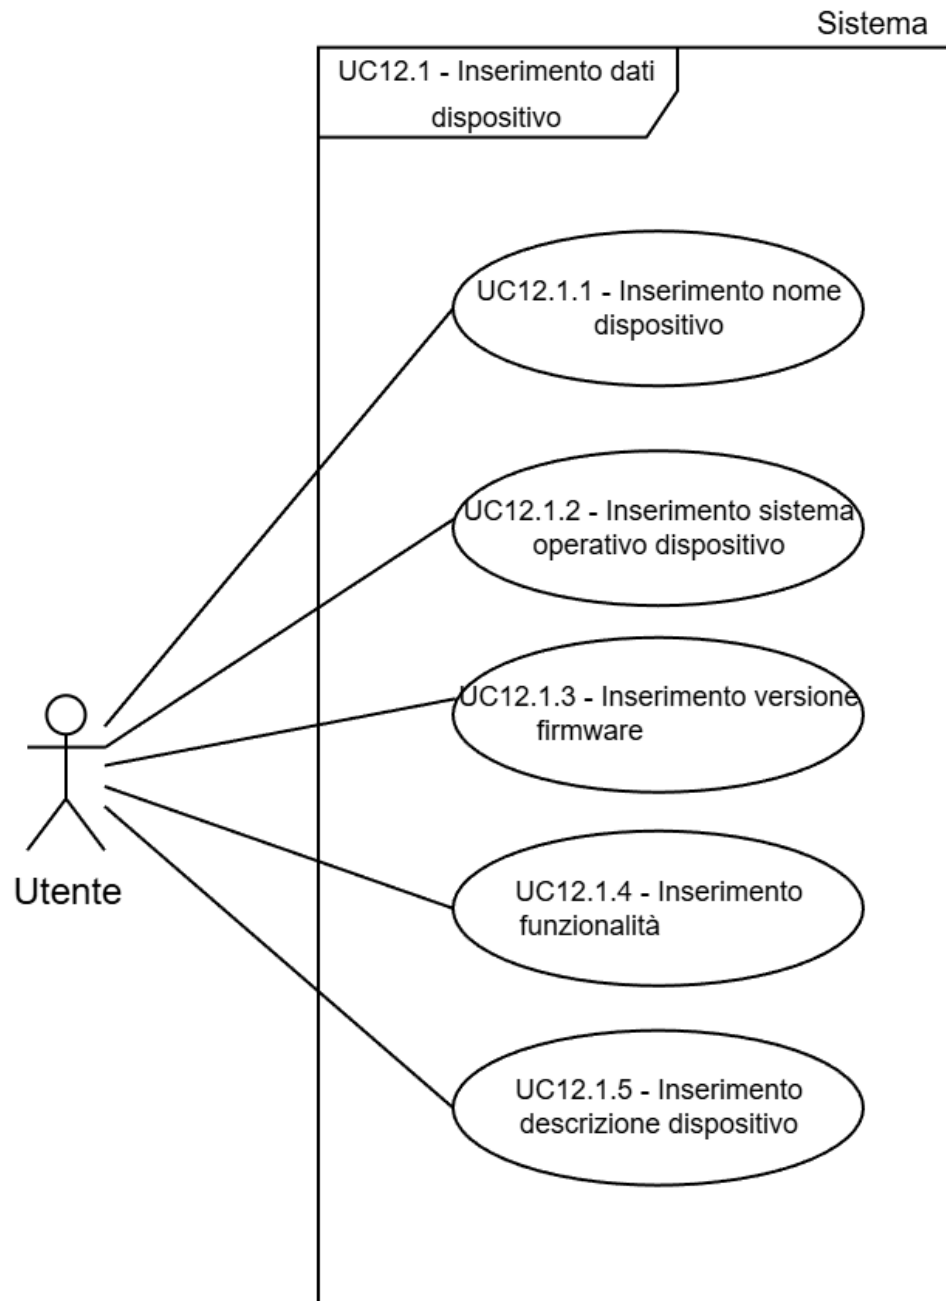 Sistema
UC12.1 - Inserimento dati
dispositivo
UC12.1.1 - Inserimento nome
dispositivo
UC12.1.2 - Inserimento sistema
operativo dispositivo
UC12.1.3 - Inserimento versione
firmware
Utente
UC12.1.4 - Inserimento
funzionalità
UC12.1.5 - Inserimento
descrizione dispositivo